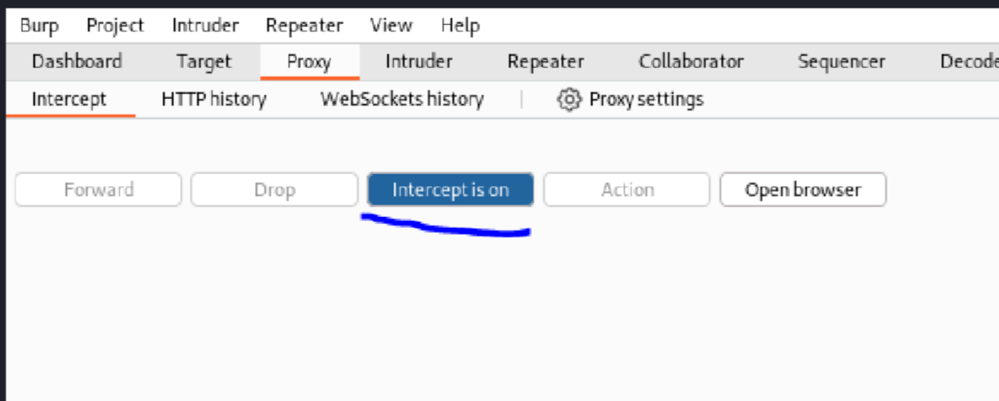 Burp Project Intruder Repeater View Help
Dashboard Target Proxy Intruder Repeater Collaborator Sequencer Decode
Intercept HTTP history WebSockets history Proxy settings
Forward Drop Intercept is on Action Open browser